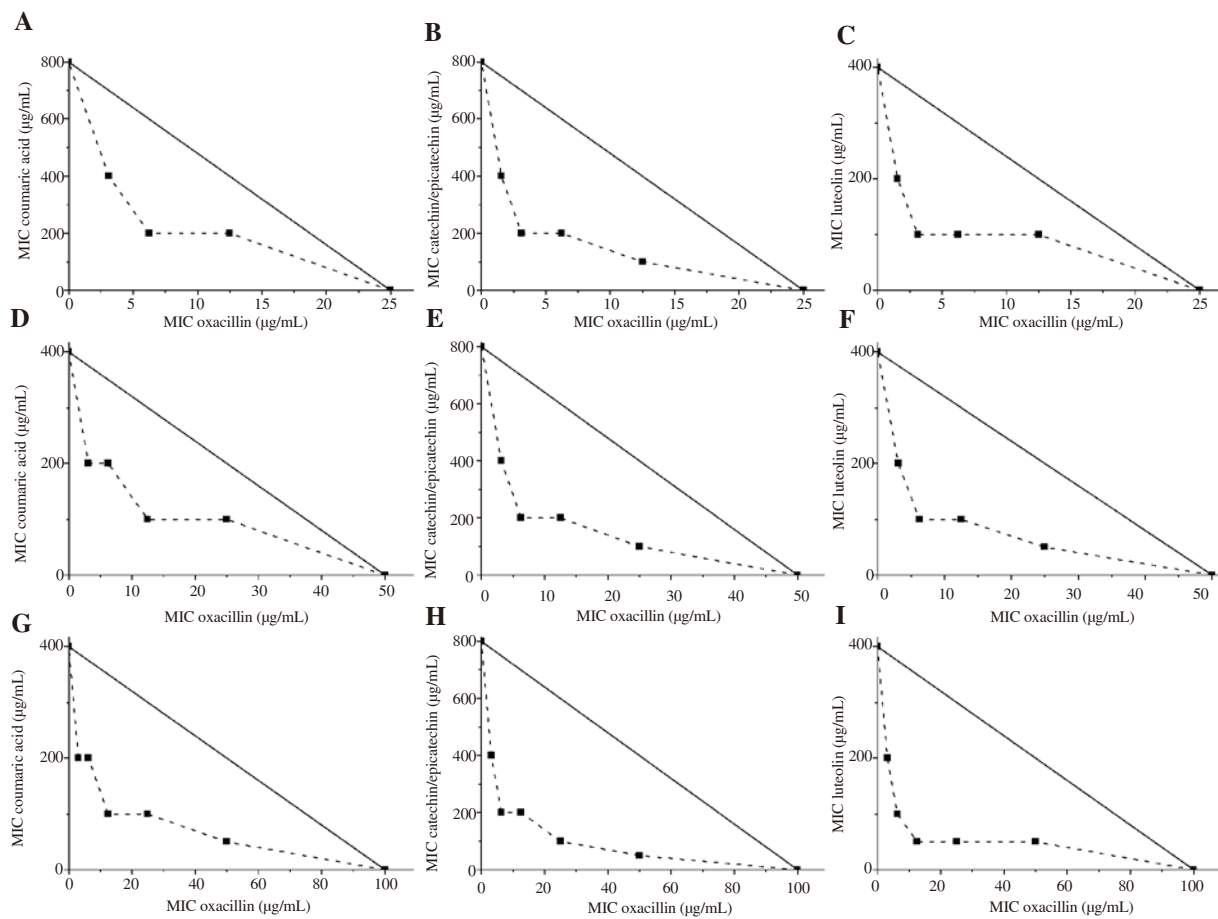 A
MIC coumaric acid (µg/mL)
800
600
400
200
0
0 5 10 15 20 25
MIC oxacillin (µg/mL)
B
MIC catechin/epicatechin (µg/mL)
800
600
400
200
0
0 5 10 15 20 25
MIC oxacillin (µg/mL)
C
MIC luteolin (µg/mL)
400
200
0
0 5 10 15 20 25
MIC oxacillin (µg/mL)
D
MIC coumaric acid (µg/mL)
400
200
0
0 10 20 30 40 50
MIC oxacillin (µg/mL)
E
MIC catechin/epicatechin (µg/mL)
800
600
400
200
0
0 10 20 30 40 50
MIC oxacillin (µg/mL)
F
MIC luteolin (µg/mL)
400
200
0
0 10 20 30 40 50
MIC oxacillin (µg/mL)
G
MIC coumaric acid (µg/mL)
400
200
0
0 20 40 60 80 100
MIC oxacillin (µg/mL)
H
MIC catechin/epicatechin (µg/mL)
800
600
400
200
0
0 20 40 60 80 100
MIC oxacillin (µg/mL)
I
MIC luteolin (µg/mL)
400
200
0
0 20 40 60 80 100
MIC oxacillin (µg/mL)